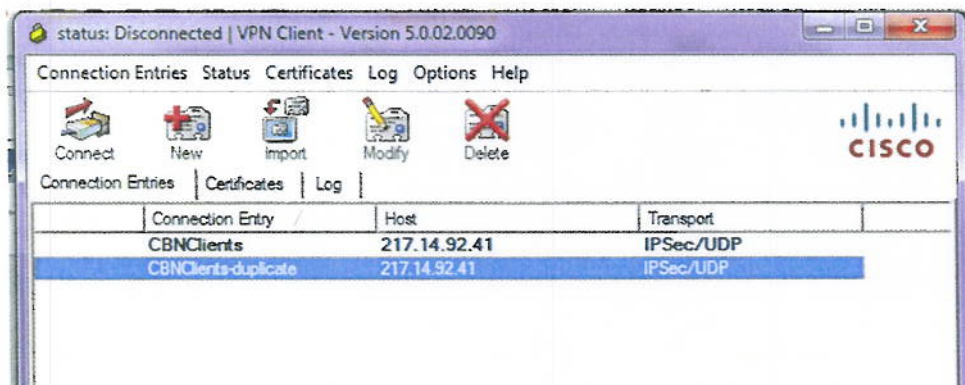 status: Disconnected | VPN Client - Version 5.0.02.0090
Connection Entries Status Certificates Log Options Help
Connect New Import Modify Delete
CISCO
Connection Entries Certificates Log
Connection Entry Host Transport
CBNClients 217.14.92.41 IPSec/UDP
CBNClients-duplicate 217.14.92.41 IPSec/UDP